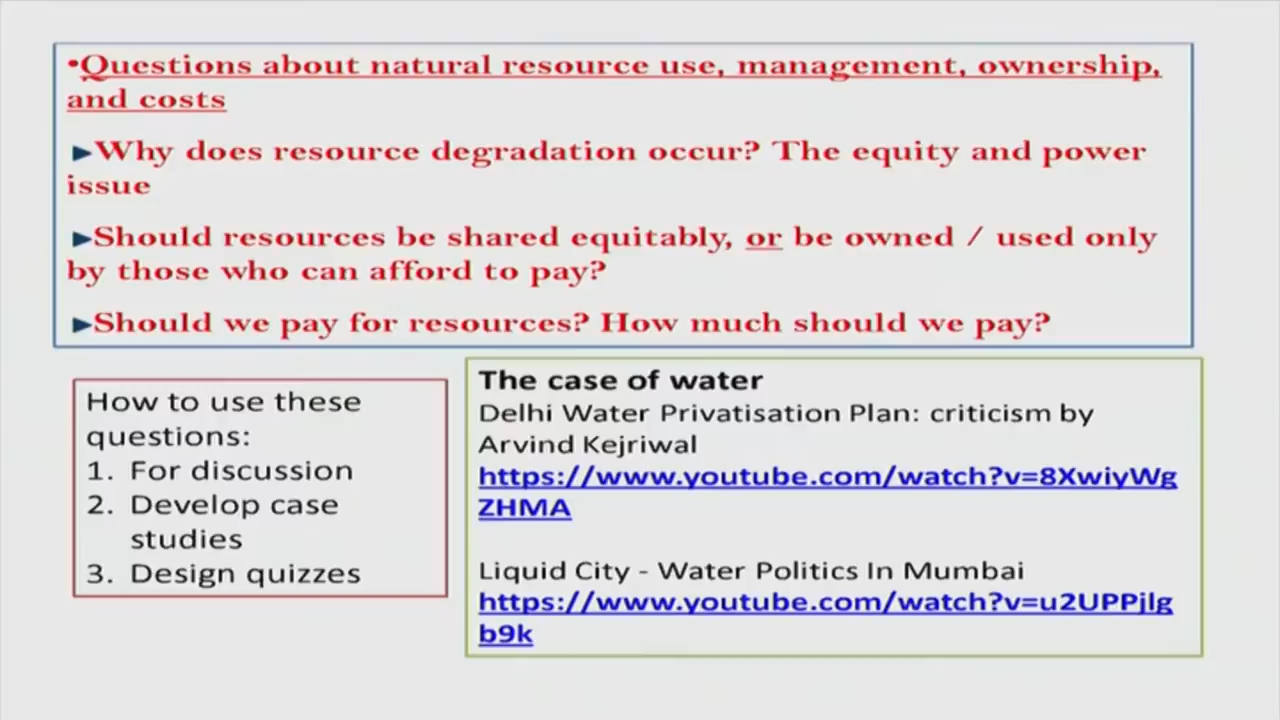 •Questions about natural resource use, management, ownership,
and costs
►Why does resource degradation occur? The equity and power
issue
►Should resources be shared equitably, or be owned / used only
by those who can afford to pay?
►Should we pay for resources? How much should we pay?
How to use these
questions:
1. For discussion
2. Develop case
studies
3. Design quizzes
The case of water
Delhi Water Privatisation Plan: criticism by
Arvind Kejriwal
https://www.youtube.com/watch?v=8XwiyWg
ZHMA
Liquid City - Water Politics In Mumbai
https://www.youtube.com/watch?v=u2UPPjlg
b9k